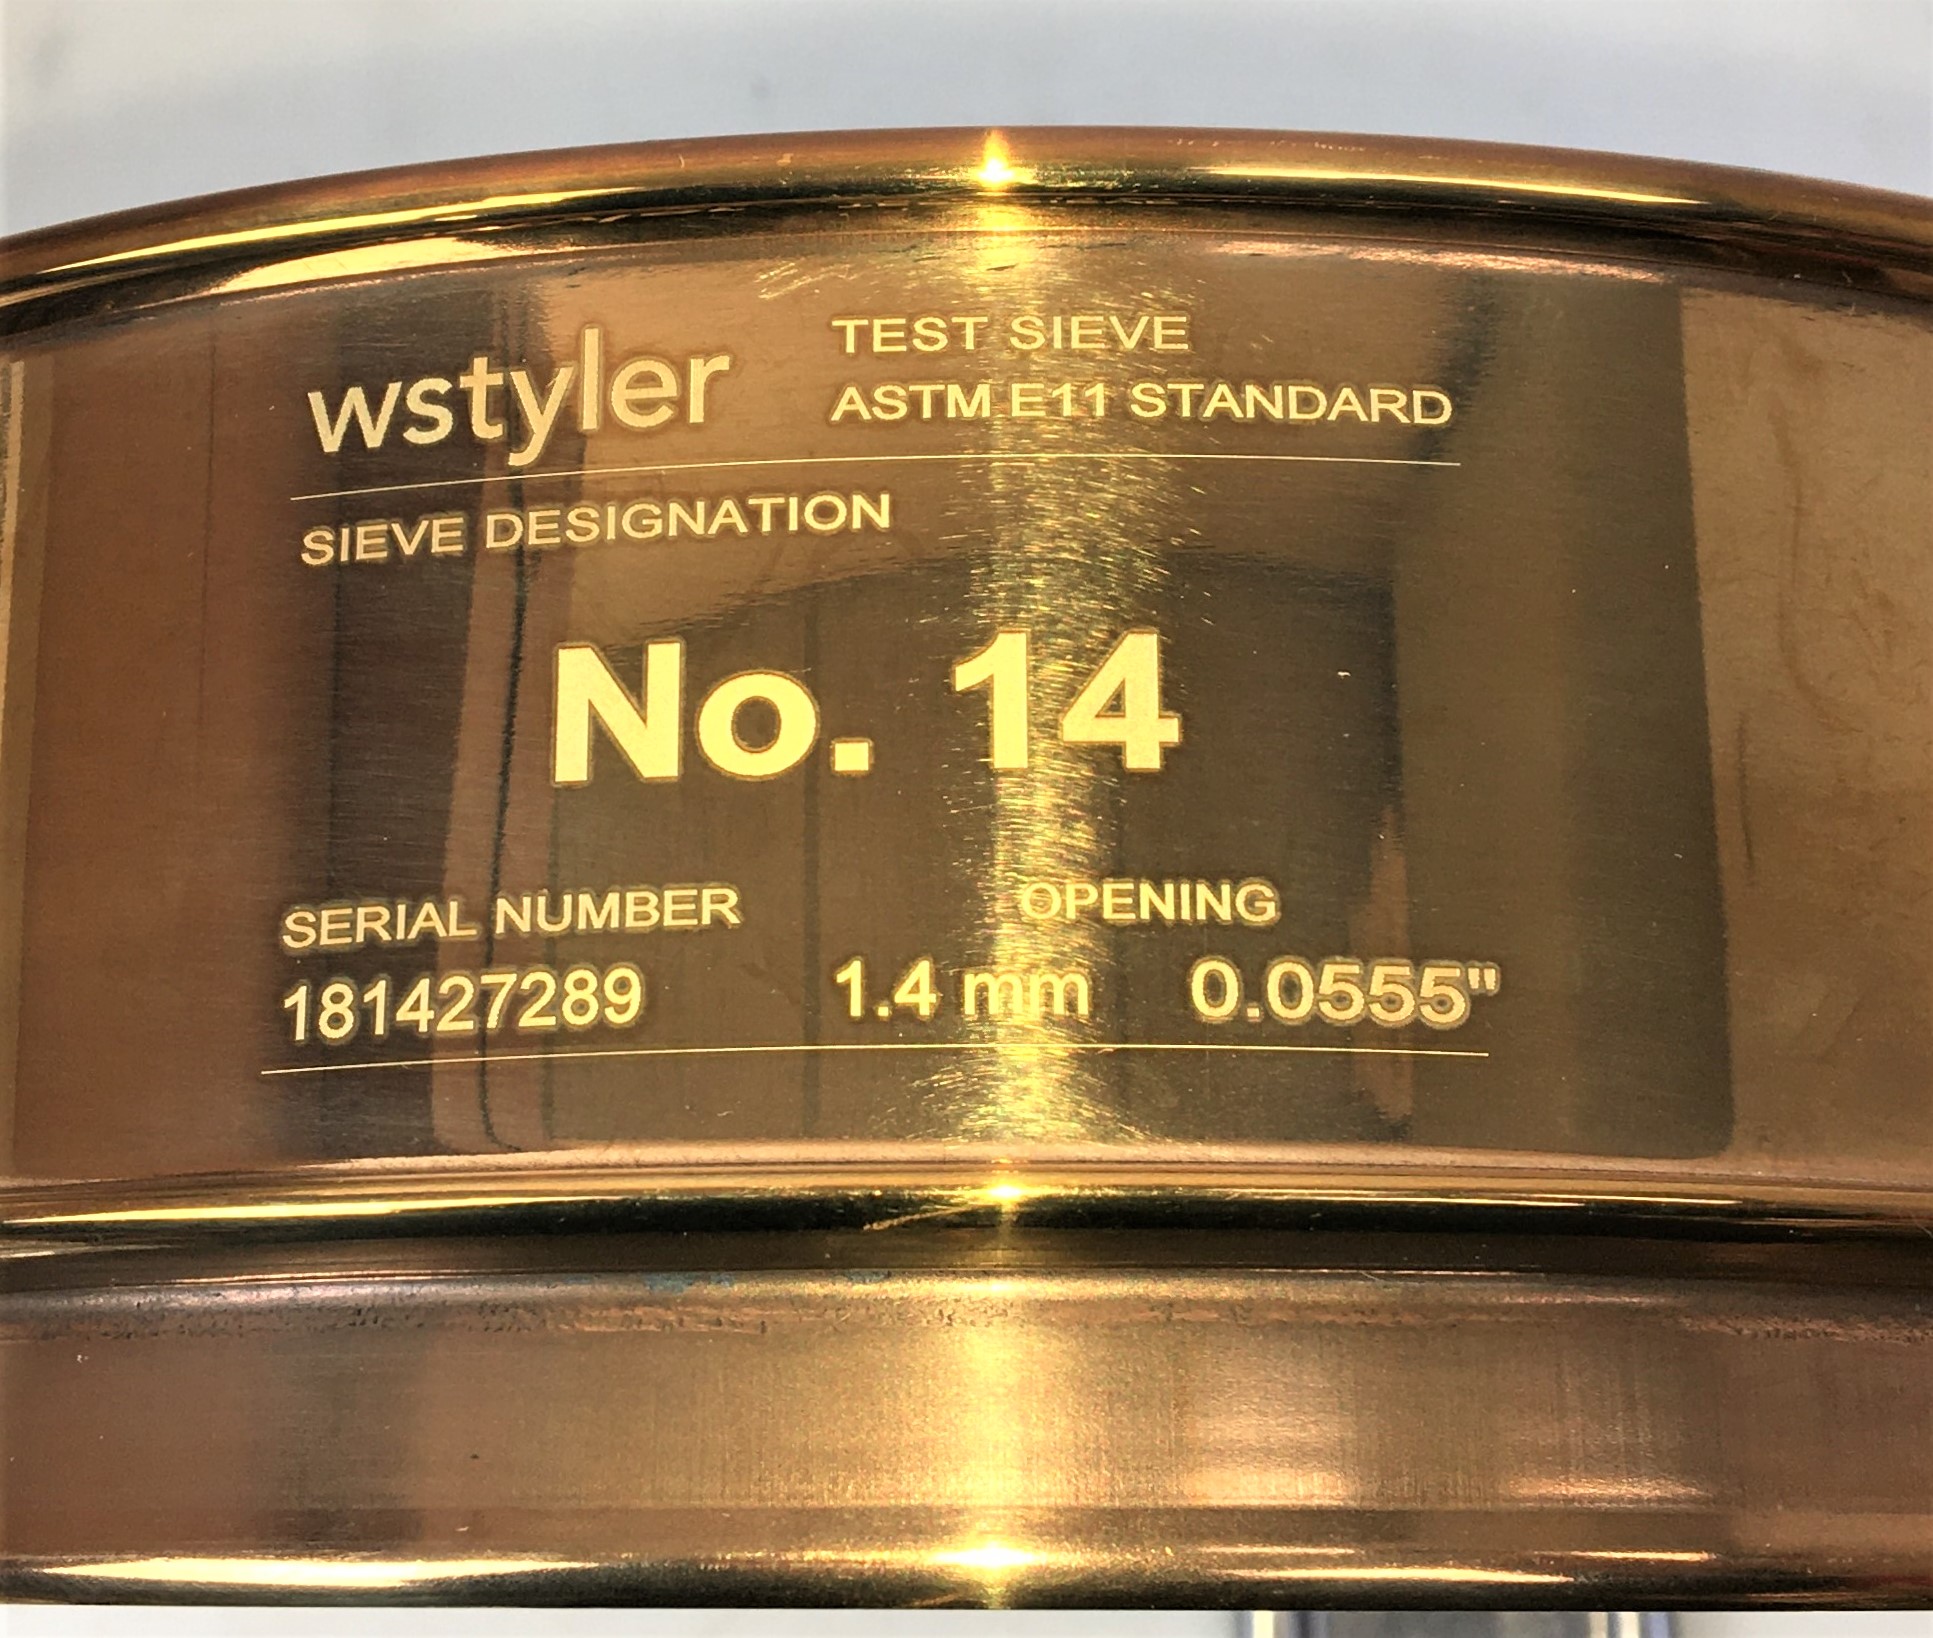 wstyler
TEST SIEVE
ASTM E11 STANDARD
SIEVE DESIGNATION
No. 14
SERIAL NUMBER
181427289
OPENING
1.4 mm 0.0555"